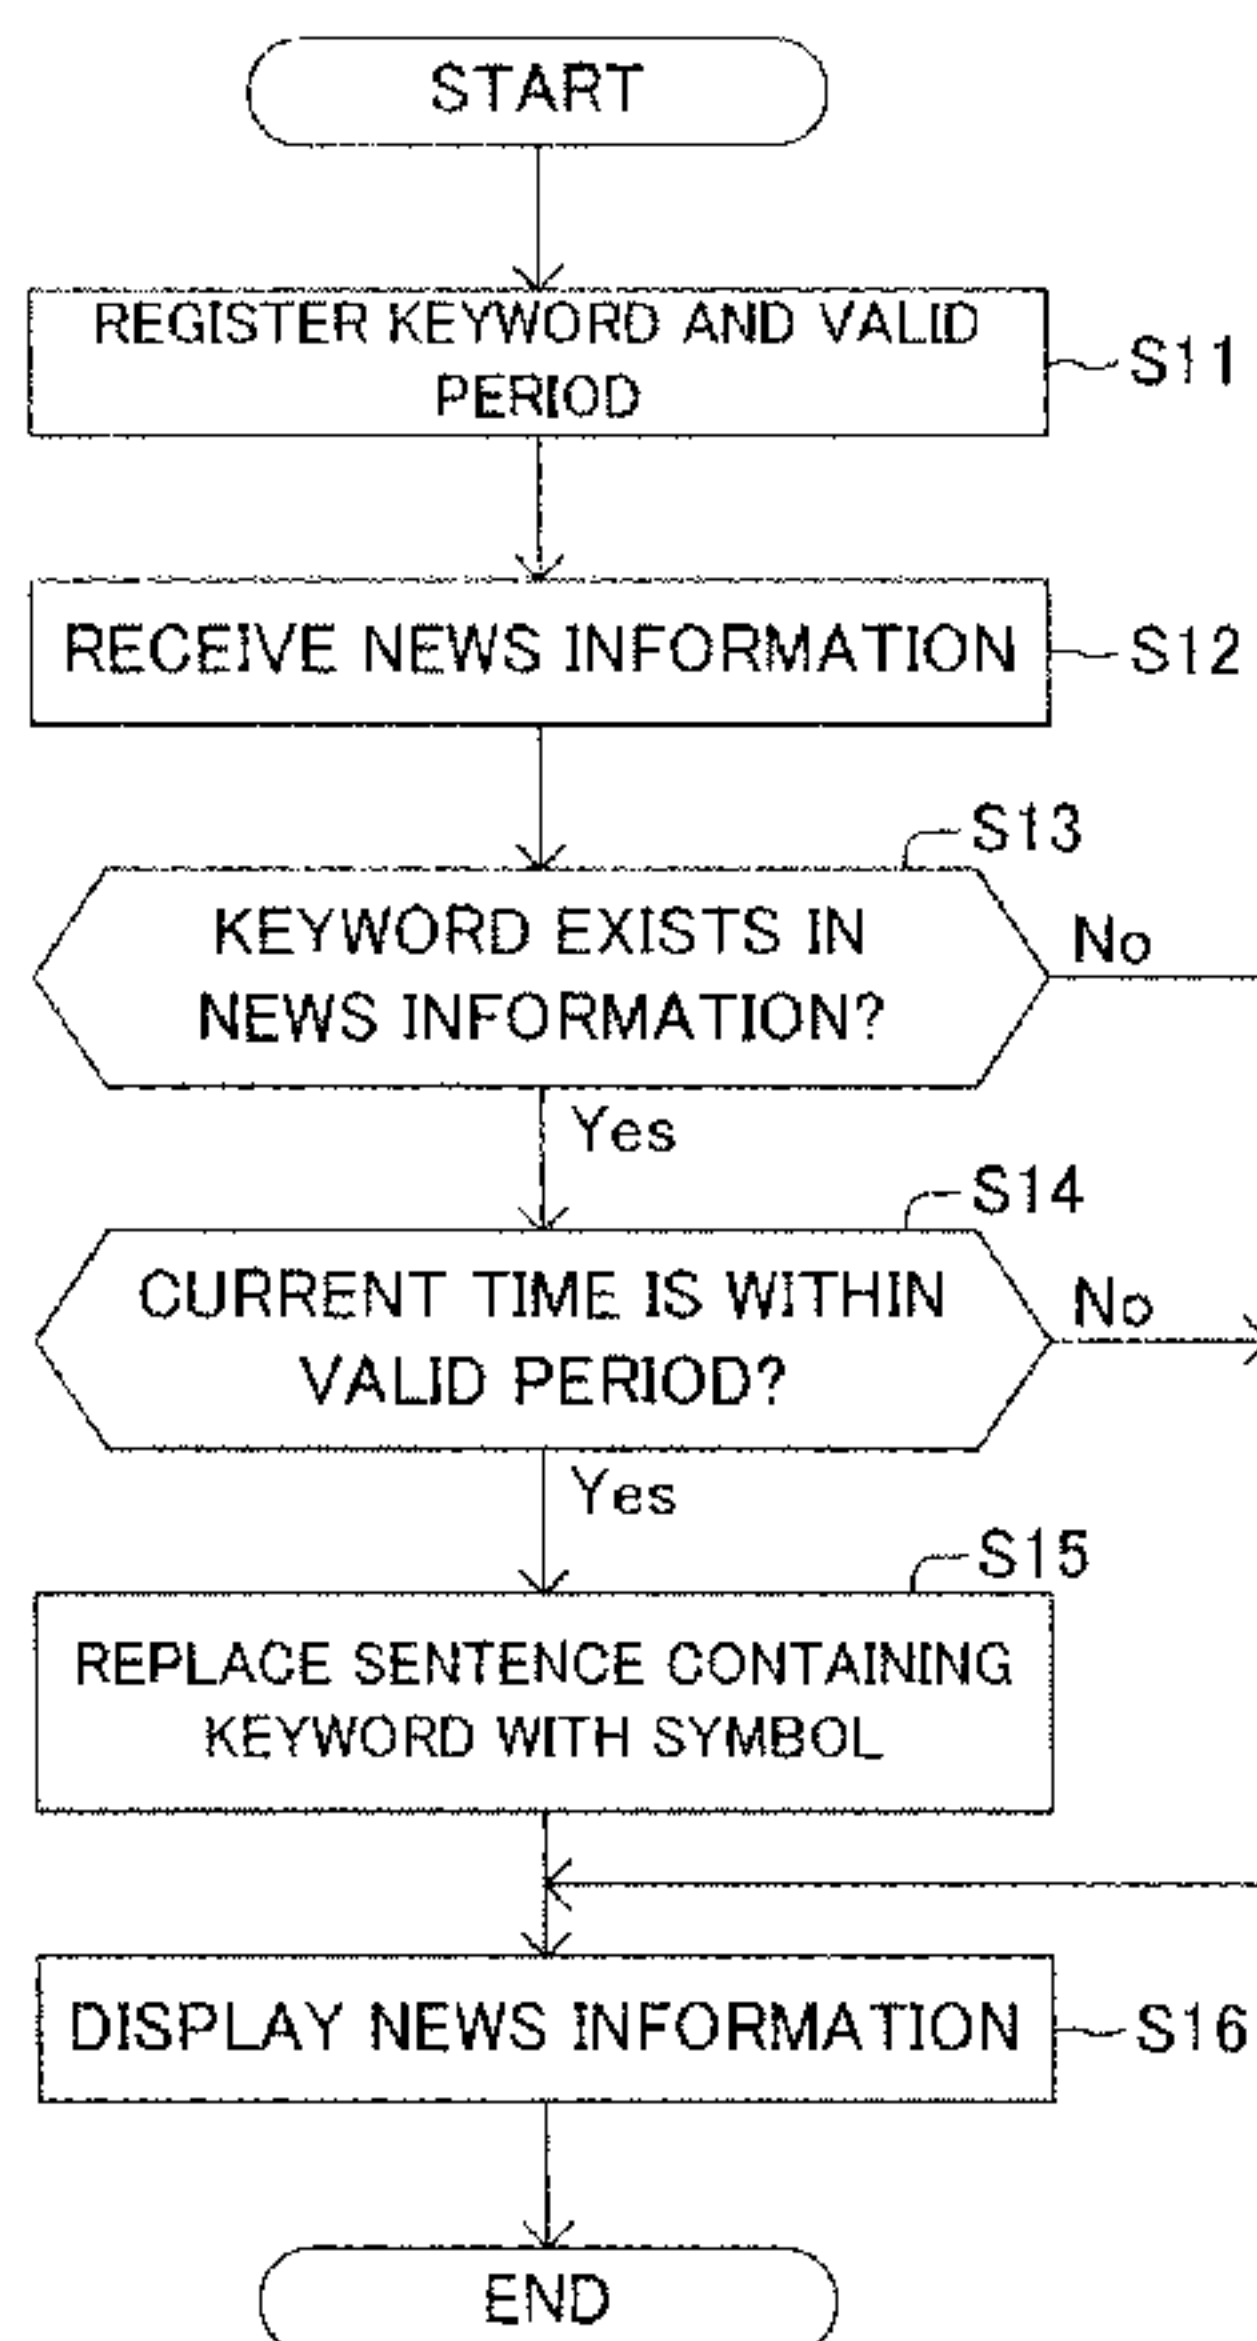 START
REGISTER KEYWORD AND VALID
PERIOD
S11
RECEIVE NEWS INFORMATION
S12
S13
KEYWORD EXISTS IN
NEWS INFORMATION?
No
Yes
S14
CURRENT TIME IS WITHIN
VALID PERIOD?
No
Yes
S15
REPLACE SENTENCE CONTAINING
KEYWORD WITH SYMBOL
DISPLAY NEWS INFORMATION
S16
END